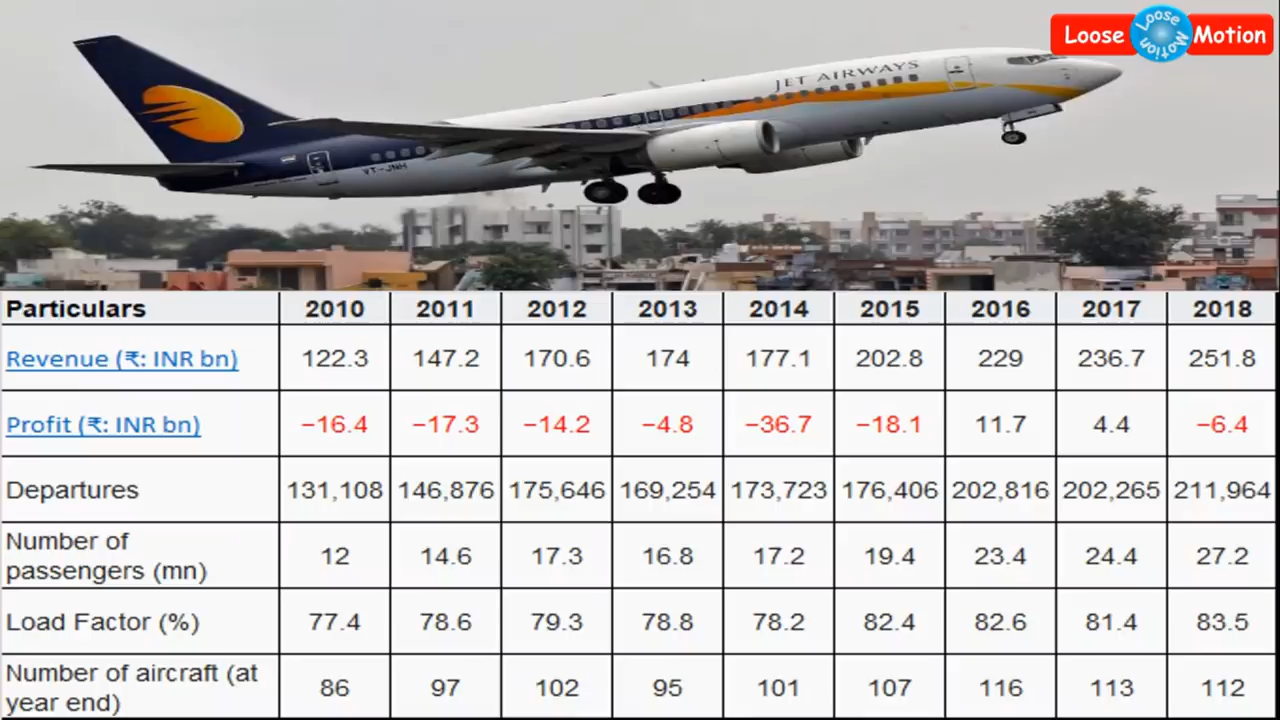 Loose Loose Motion Motion
JET AIRWAYS
VT-JNH
Particulars 2010 2011 2012 2013 2014 2015 2016 2017 2018
Revenue (₹: INR bn) 122.3 147.2 170.6 174 177.1 202.8 229 236.7 251.8
Profit (₹: INR bn) −16.4 −17.3 −14.2 −4.8 −36.7 −18.1 11.7 4.4 −6.4
Departures 131,108 146,876 175,646 169,254 173,723 176,406 202,816 202,265 211,964
Number of
passengers (mn) 12 14.6 17.3 16.8 17.2 19.4 23.4 24.4 27.2
Load Factor (%) 77.4 78.6 79.3 78.8 78.2 82.4 82.6 81.4 83.5
Number of aircraft (at
year end) 86 97 102 95 101 107 116 113 112